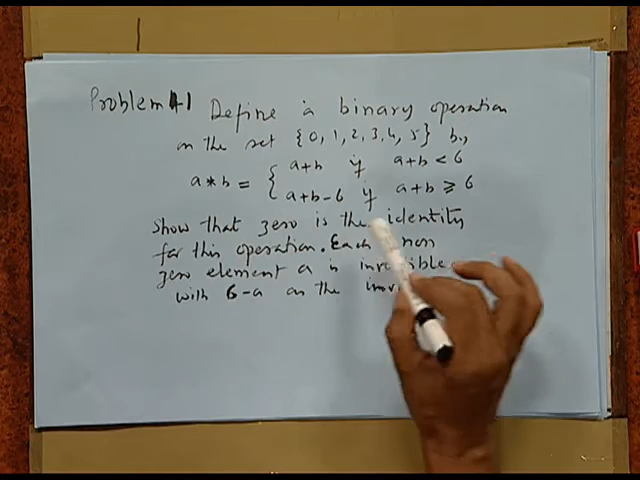 Problem 11 Define a binary operation
on the set {0, 1, 2, 3, 4, 5} by
a * b = { a+b if a+b < 6
a+b-6 if a+b ≥ 6
Show that zero is the identity
for this operation. Each non
zero element a is invertible
with 6-a as the